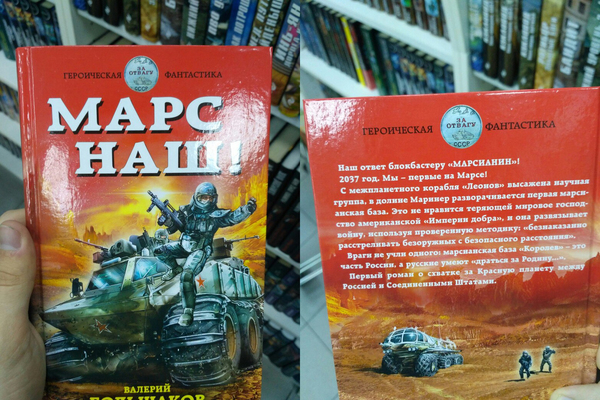 ГЕРОИЧЕСКАЯ ЗА ОТВАГУ СССР ФАНТАСТИКА
МАРС
НАШ!
ВАЛЕРИЙ
БОЛЬШАКОВ
ГЕРОИЧЕСКАЯ ЗА ОТВАГУ СССР ФАНТАСТИКА
Наш ответ блокбастеру «МАРСИАНИН»!
2037 год. Мы – первые на Марсе!
С межпланетного корабля «Леонов» высажена научная
группа, в долине Маринер разворачивается первая марси-
анская база. Это не нравится теряющей мировое господ-
ство американской «Империи добра», и она развязывает
войну, используя проверенную методику: «безнаказанно
расстреливать безоружных с безопасного расстояния».
Враги не учли одного: марсианская база «Королев» – это
часть России, а русские умеют «драться за Родину...».
Первый роман о схватке за Красную планету между
Россией и Соединенными Штатами.